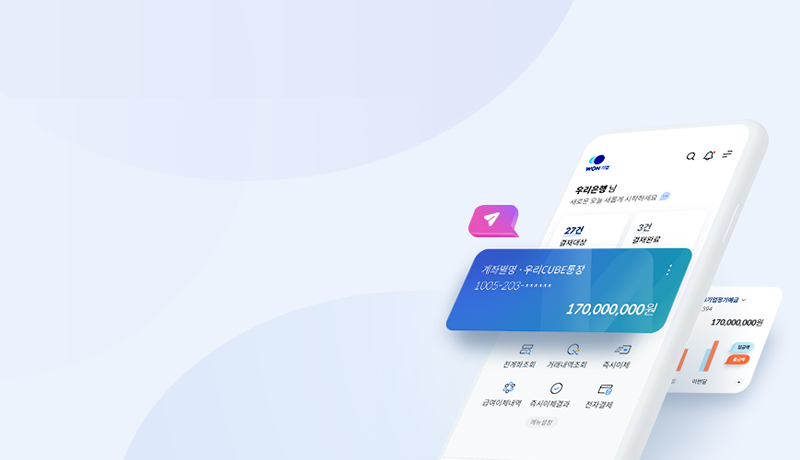 WON 기업
우리은행 님
새로운 오늘 새롭게 시작하세요
27건
결제대상
3건
결제완료
계좌별명 · 우리CUBE통장
1005-203-******
170,000,000원
기업정기예금
394
170,000,000원
입금액
출금액
이번달
전계좌조회
거래내역조회
즉시이체
급여이체내역
즉시이체결과
전자결제
메뉴설정